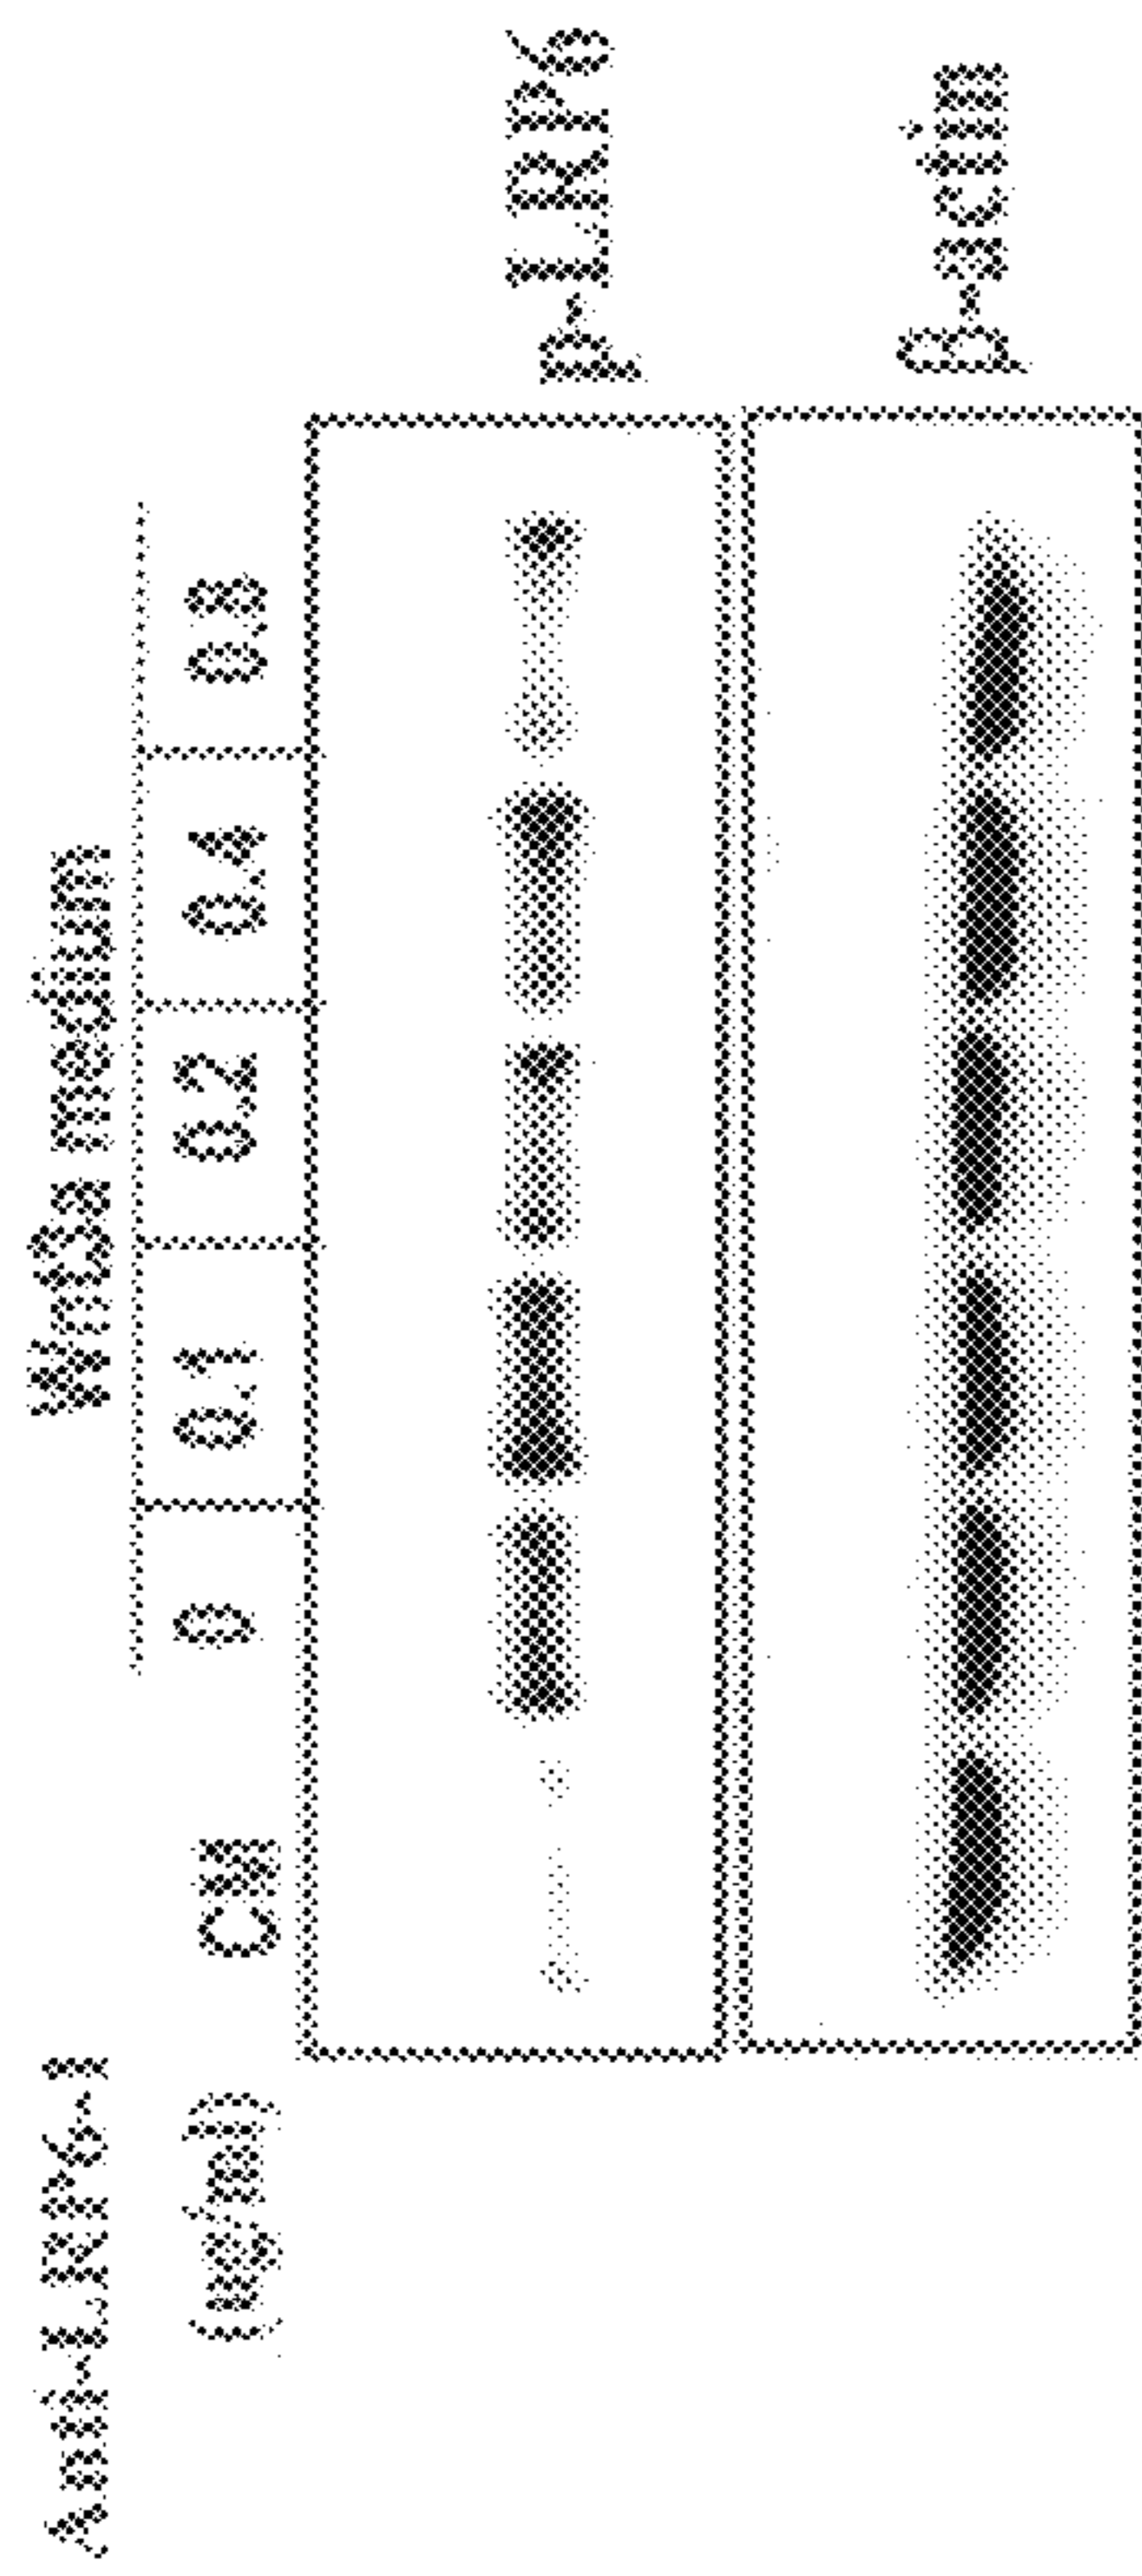 Wnt3a medium
Anti-LRP6-1
(ug/ml) CM 0 0.1 0.2 0.4 0.8
p-LRP6
β-actin